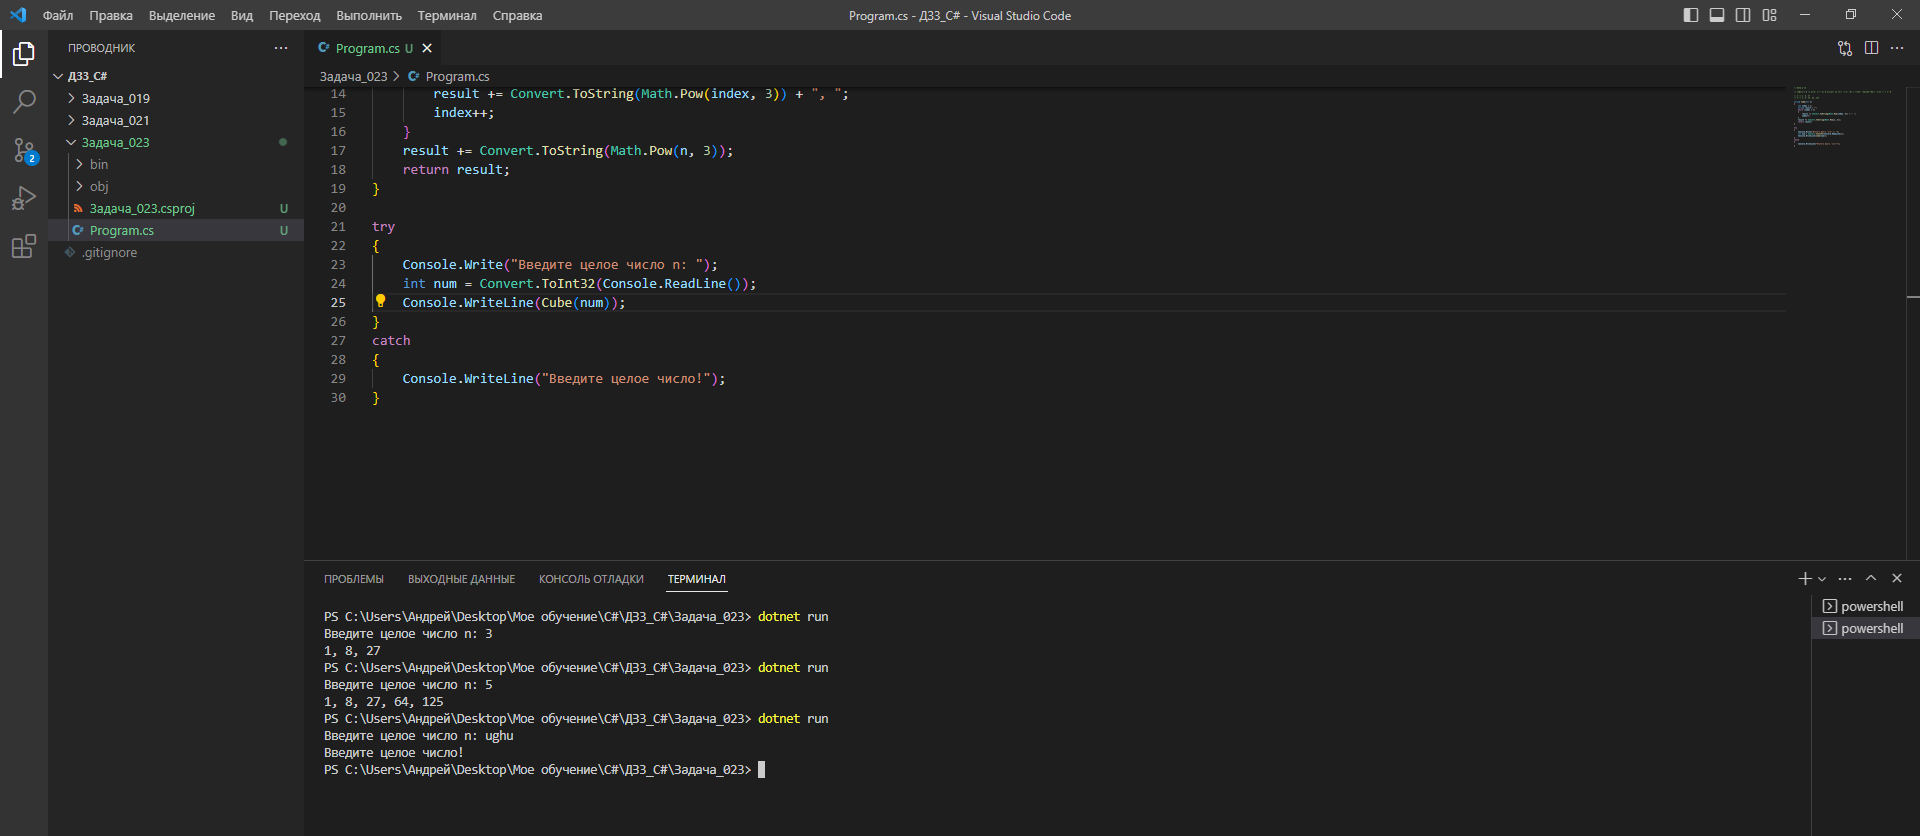 Файл Правка Выделение Вид Переход Выполнить Терминал Справка
Program.cs - ДЗ3_C# - Visual Studio Code
ПРОВОДНИК
ДЗ3_C#
Задача_019
Задача_021
Задача_023
bin
obj
Задача_023.csproj U
Program.cs U
.gitignore
2
Program.cs U
Задача_023 > Program.cs
14 result += Convert.ToString(Math.Pow(index, 3)) + ", ";
15 index++;
16 }
17 result += Convert.ToString(Math.Pow(n, 3));
18 return result;
19 }
20
21 try
22 {
23 Console.Write("Введите целое число n: ");
24 int num = Convert.ToInt32(Console.ReadLine());
25 Console.WriteLine(Cube(num));
26 }
27 catch
28 {
29 Console.WriteLine("Введите целое число!");
30 }
ПРОБЛЕМЫ ВЫХОДНЫЕ ДАННЫЕ КОНСОЛЬ ОТЛАДКИ ТЕРМИНАЛ
PS C:\Users\Андрей\Desktop\Мое обучение\C#\ДЗ3_C#\Задача_023> dotnet run
Введите целое число n: 3
1, 8, 27
PS C:\Users\Андрей\Desktop\Мое обучение\C#\ДЗ3_C#\Задача_023> dotnet run
Введите целое число n: 5
1, 8, 27, 64, 125
PS C:\Users\Андрей\Desktop\Мое обучение\C#\ДЗ3_C#\Задача_023> dotnet run
Введите целое число n: ughu
Введите целое число!
PS C:\Users\Андрей\Desktop\Мое обучение\C#\ДЗ3_C#\Задача_023>
powershell
powershell